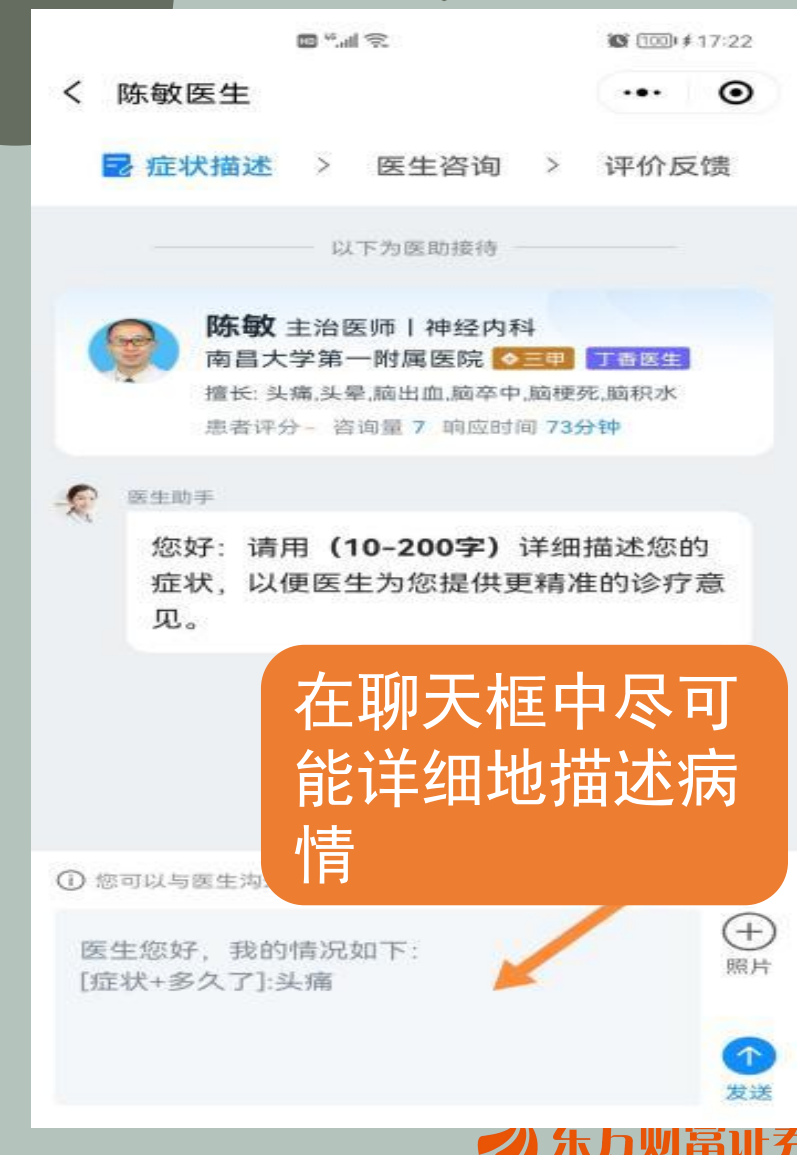 HD 100 17:22
陈敏医生
症状描述 > 医生咨询 > 评价反馈
以下为医助接待
陈敏 主治医师 | 神经内科
南昌大学第一附属医院 三甲 丁香医生
擅长: 头痛,头晕,脑出血,脑卒中,脑梗死,脑积水
患者评分 - 咨询量 7 响应时间 73分钟
医生助手
您好：请用（10-200字）详细描述您的
症状，以便医生为您提供更精准的诊疗意
见。
在聊天框中尽可
能详细地描述病
情
您可以与医生沟
医生您好，我的情况如下：
[症状+多久了]:头痛
照片
发送
东方财富证券